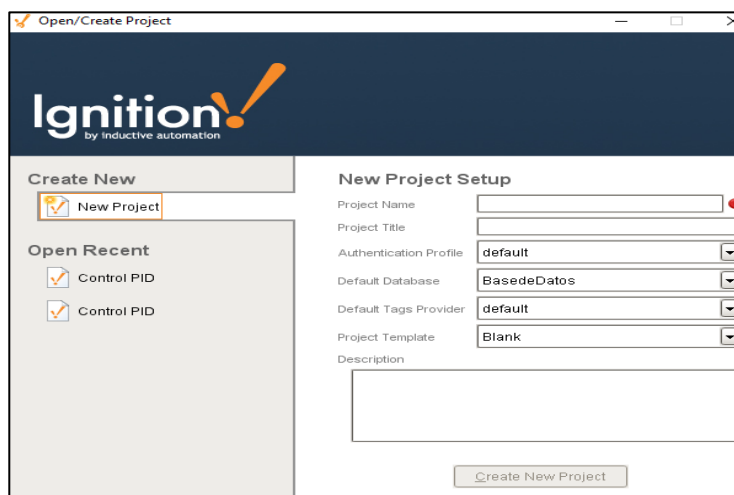 Open/Create Project
Ignition!
by inductive automation
Create New
New Project
Open Recent
Control PID
Control PID
New Project Setup
Project Name
Project Title
Authentication Profile default
Default Database BasedeDatos
Default Tags Provider default
Project Template Blank
Description
Create New Project